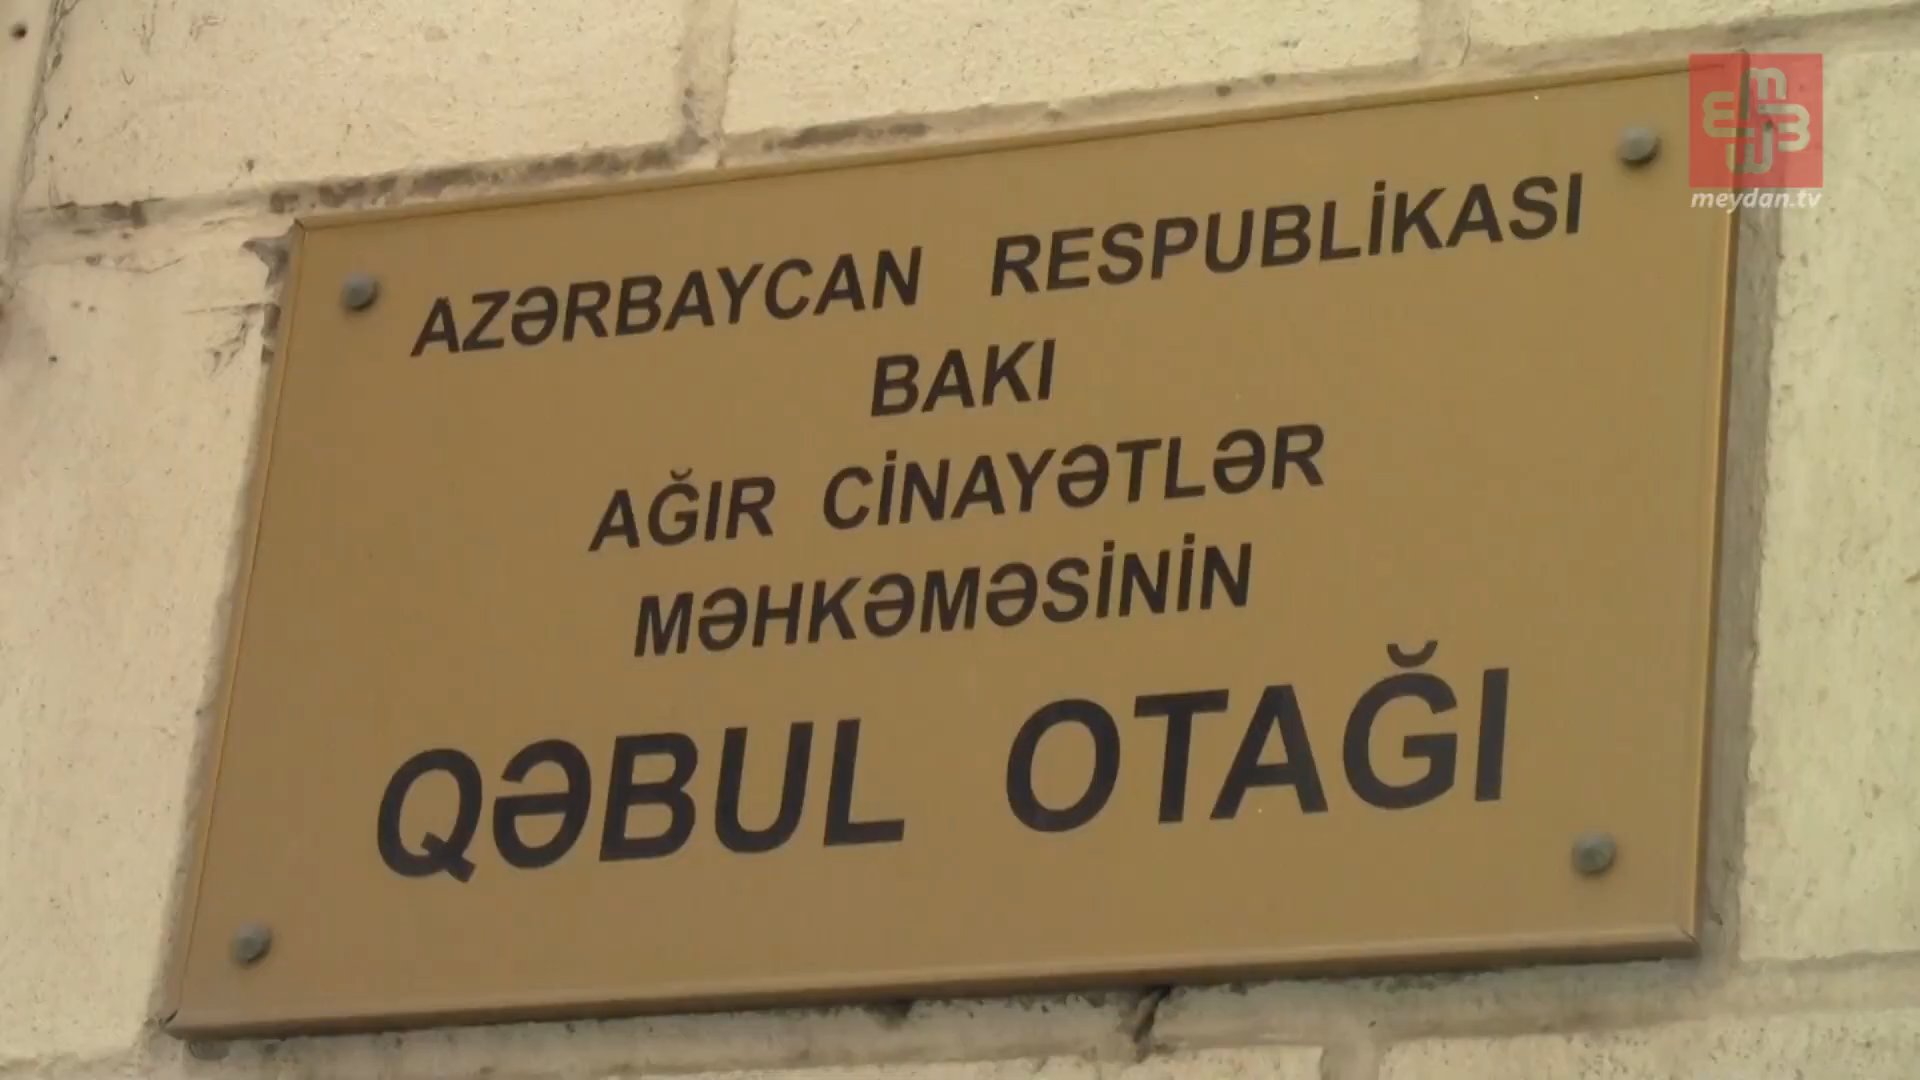 AZƏRBAYCAN RESPUBLİKASI
BAKI
AĞIR CİNAYƏTLƏR
MƏHKƏMƏSİNİN
QƏBUL OTAĞI
meydan.tv